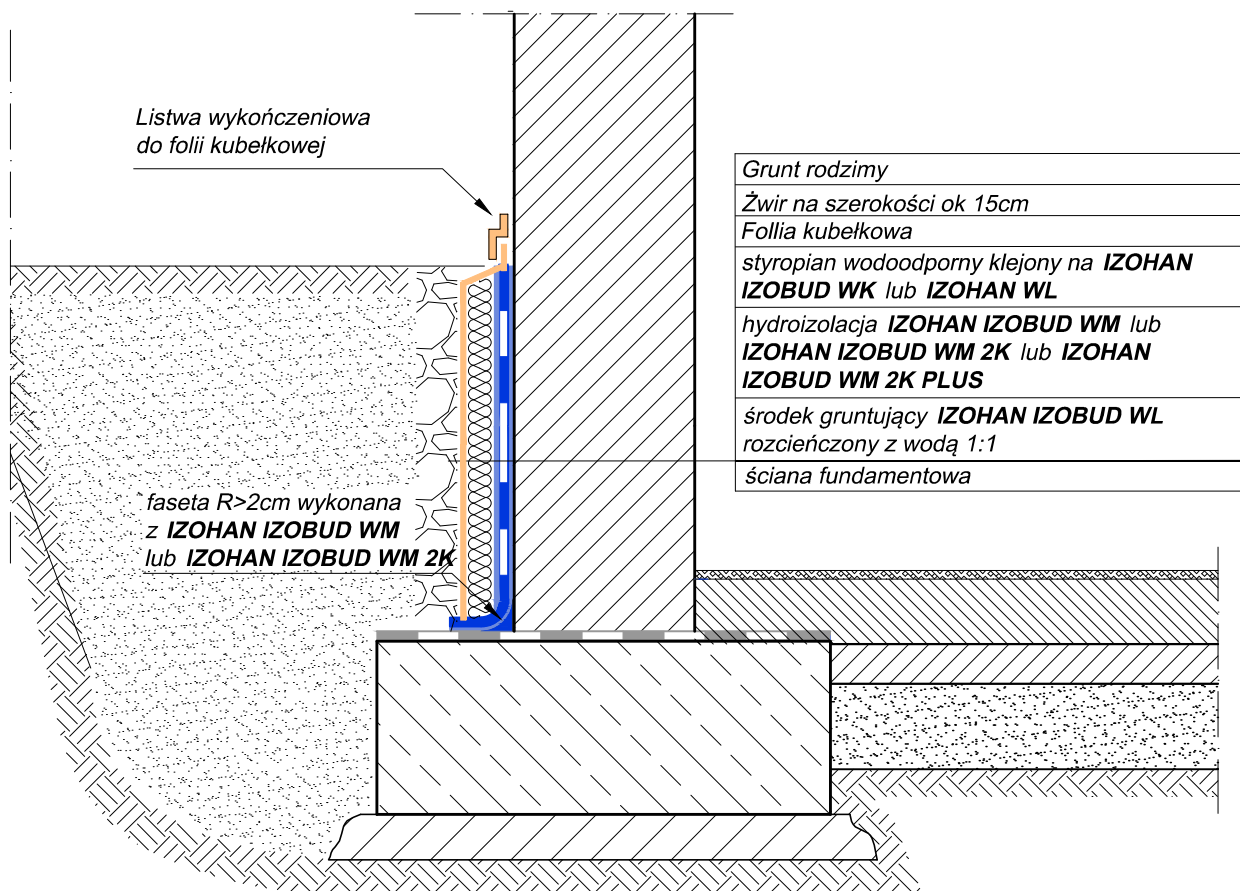 Listwa wykończeniowa
do folii kubełkowej
Grunt rodzimy
Żwir na szerokości ok 15cm
Follia kubełkowa
styropian wodoodporny klejony na IZOHAN
IZOBUD WK lub IZOHAN WL
hydroizolacja IZOHAN IZOBUD WM lub
IZOHAN IZOBUD WM 2K lub IZOHAN
IZOBUD WM 2K PLUS
środek gruntujący IZOHAN IZOBUD WL
rozcieńczony z wodą 1:1
ściana fundamentowa
faseta R>2cm wykonana
z IZOHAN IZOBUD WM
lub IZOHAN IZOBUD WM 2K